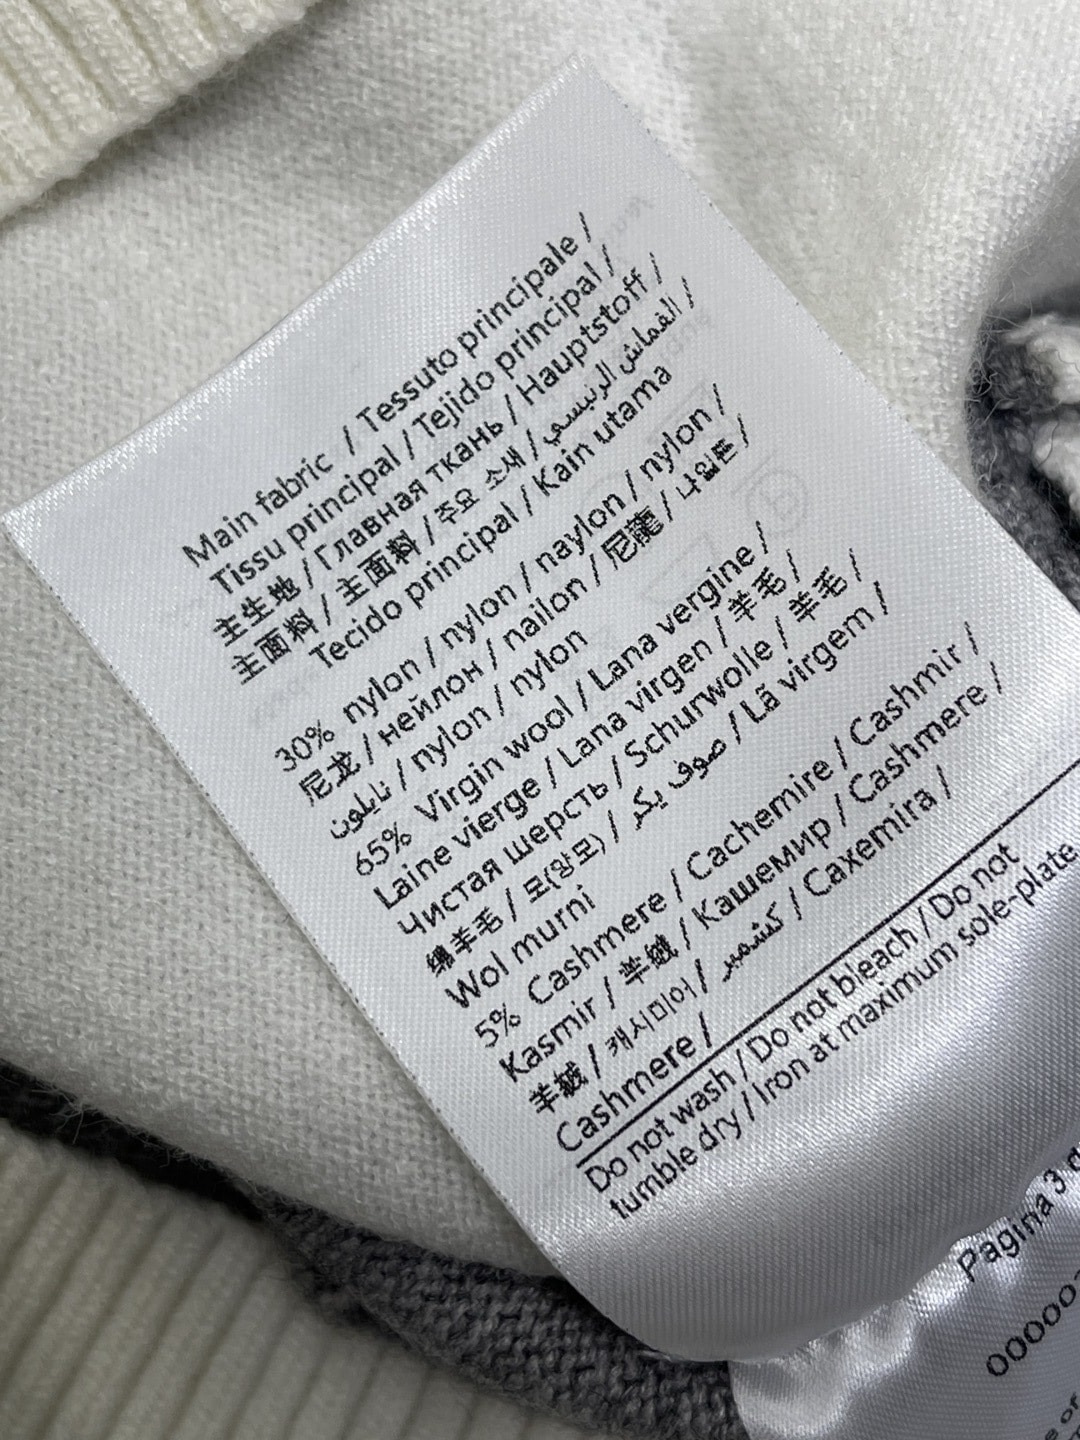 Main fabric / Tessuto principale /
Tissu principal / Tejido principal /
主生地 / Главная ткань / Hauptstoff /
主面料 / 主面料 / 주요 소새 / القماش الرئيسي /
Tecido principal / Kain utama
30% nylon / nylon / naylon / nylon /
尼龙 / нейлон / nailon / 尼龍 / 나일론 /
نايلون / nylon / nylon
65% Virgin wool / Lana vergine /
Laine vierge / Lana virgen / 羊毛 /
Чистая шерсть / Schurwolle / 羊毛 /
绵羊毛 / 모(양모) / صوف يكر / Lã virgem /
Wol murni
5% Cashmere / Cachemire / Cashmir /
Kasmir / 羊绒 / Кашемир / Cashmere /
羊絨 / 캐시미어 / كشمير / Caxemira /
Cashmere /
Do not wash / Do not bleach / Do not
tumble dry / Iron at maximum sole-plate
Pagina 3